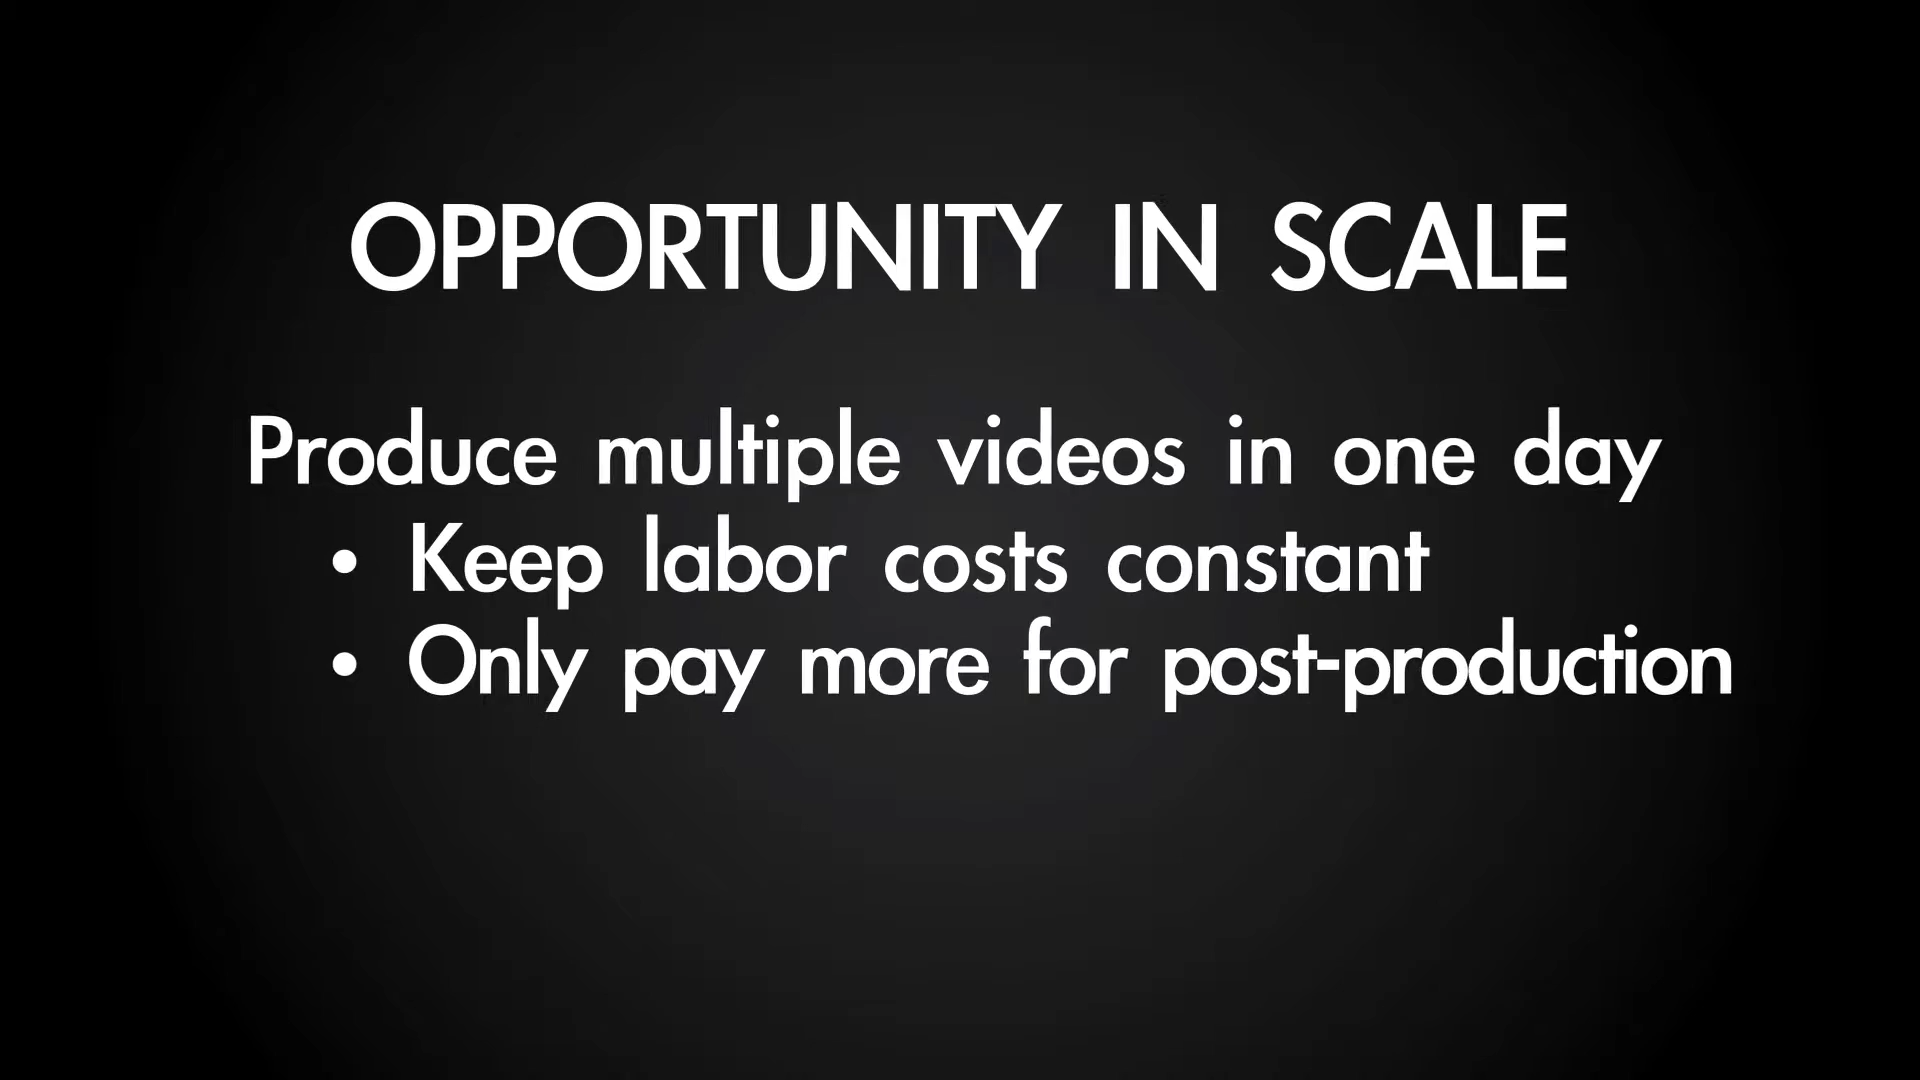 OPPORTUNITY IN SCALE
Produce multiple videos in one day
• Keep labor costs constant
• Only pay more for post-production